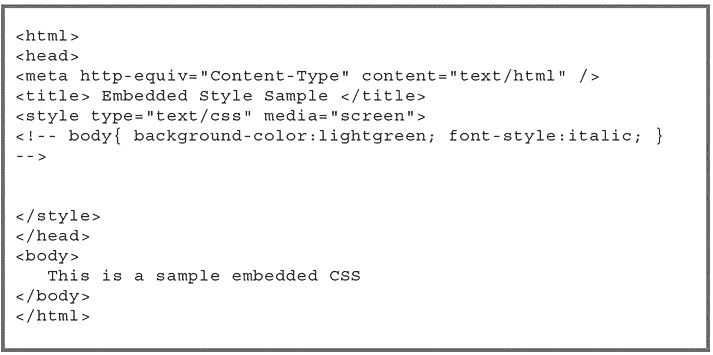 <html>
<head>
<meta http-equiv="Content-Type" content="text/html" />
<title> Embedded Style Sample </title>
<style type="text/css" media="screen">
<!-- body{ background-color:lightgreen; font-style:italic; }
-->
</style>
</head>
<body>
This is a sample embedded CSS
</body>
</html>